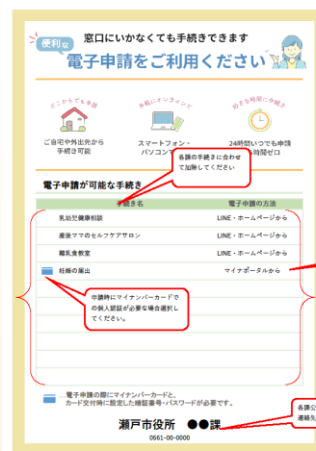 便利な
窓口にいかなくても手続きできます
電子申請をご利用ください
どこからでも申請
手軽にオンラインで
好きな時間に手続き
ご自宅や外出先から
手続き可能
スマートフォン・
パソコンで
24時間いつでも申請
時間ゼロ
各課の手続きに合わせ
て加除してください
電子申請が可能な手続き
手続き名
電子申請の方法
乳幼児健康相談
LINE・ホームページから
産後ママのセルフケアサロン
LINE・ホームページから
離乳食教室
LINE・ホームページから
妊娠の届出
マイナポータルから
申請時にマイナンバーカードで
の個人認証が必要な場合選択し
てください。
…電子申請の際にマイナンバーカードと、
カード交付時に設定した暗証番号・パスワードが必要です。
各課公
連絡先
瀬戸市役所 ●●課
0561-00-0000